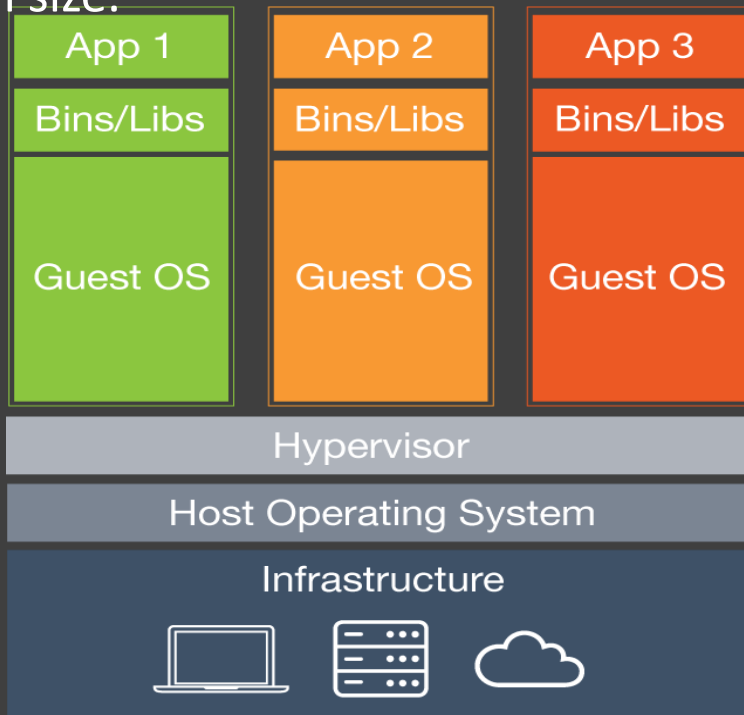 size.
App 1 App 2 App 3
Bins/Libs Bins/Libs Bins/Libs
Guest OS Guest OS Guest OS
Hypervisor
Host Operating System
Infrastructure